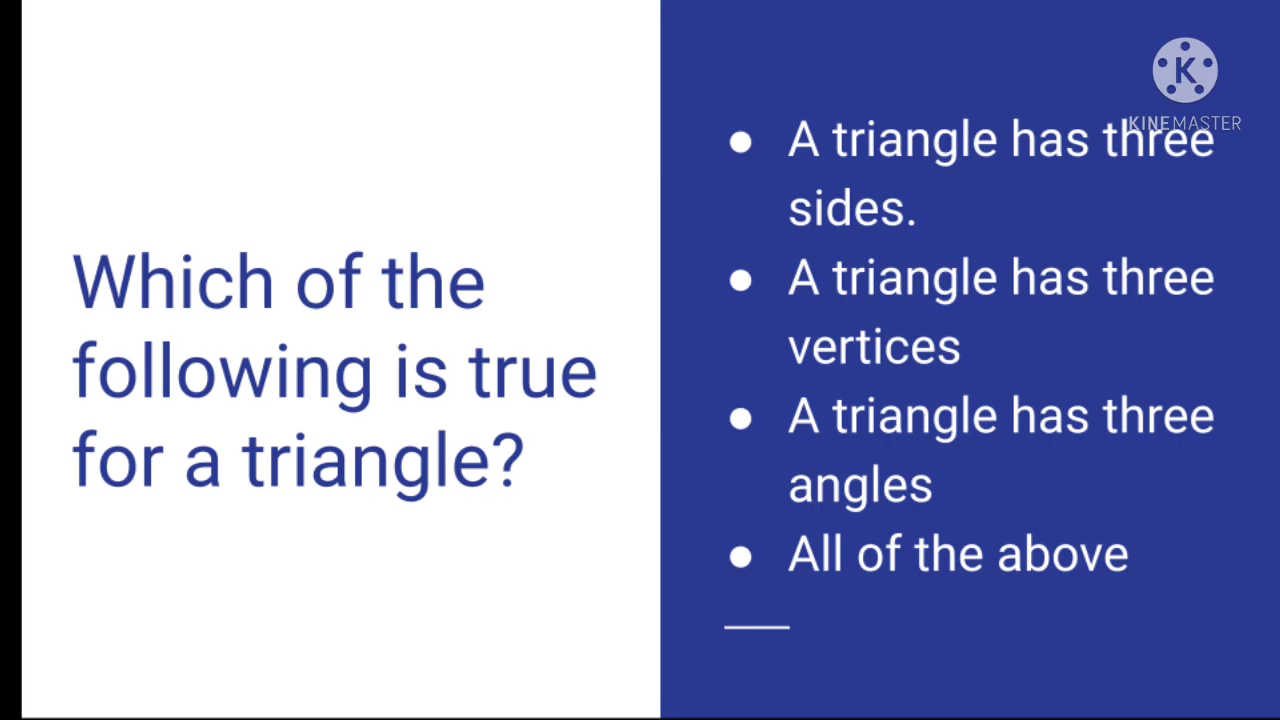 Which of the
following is true
for a triangle?
K
KINEMASTER
● A triangle has three
sides.
● A triangle has three
vertices
● A triangle has three
angles
● All of the above